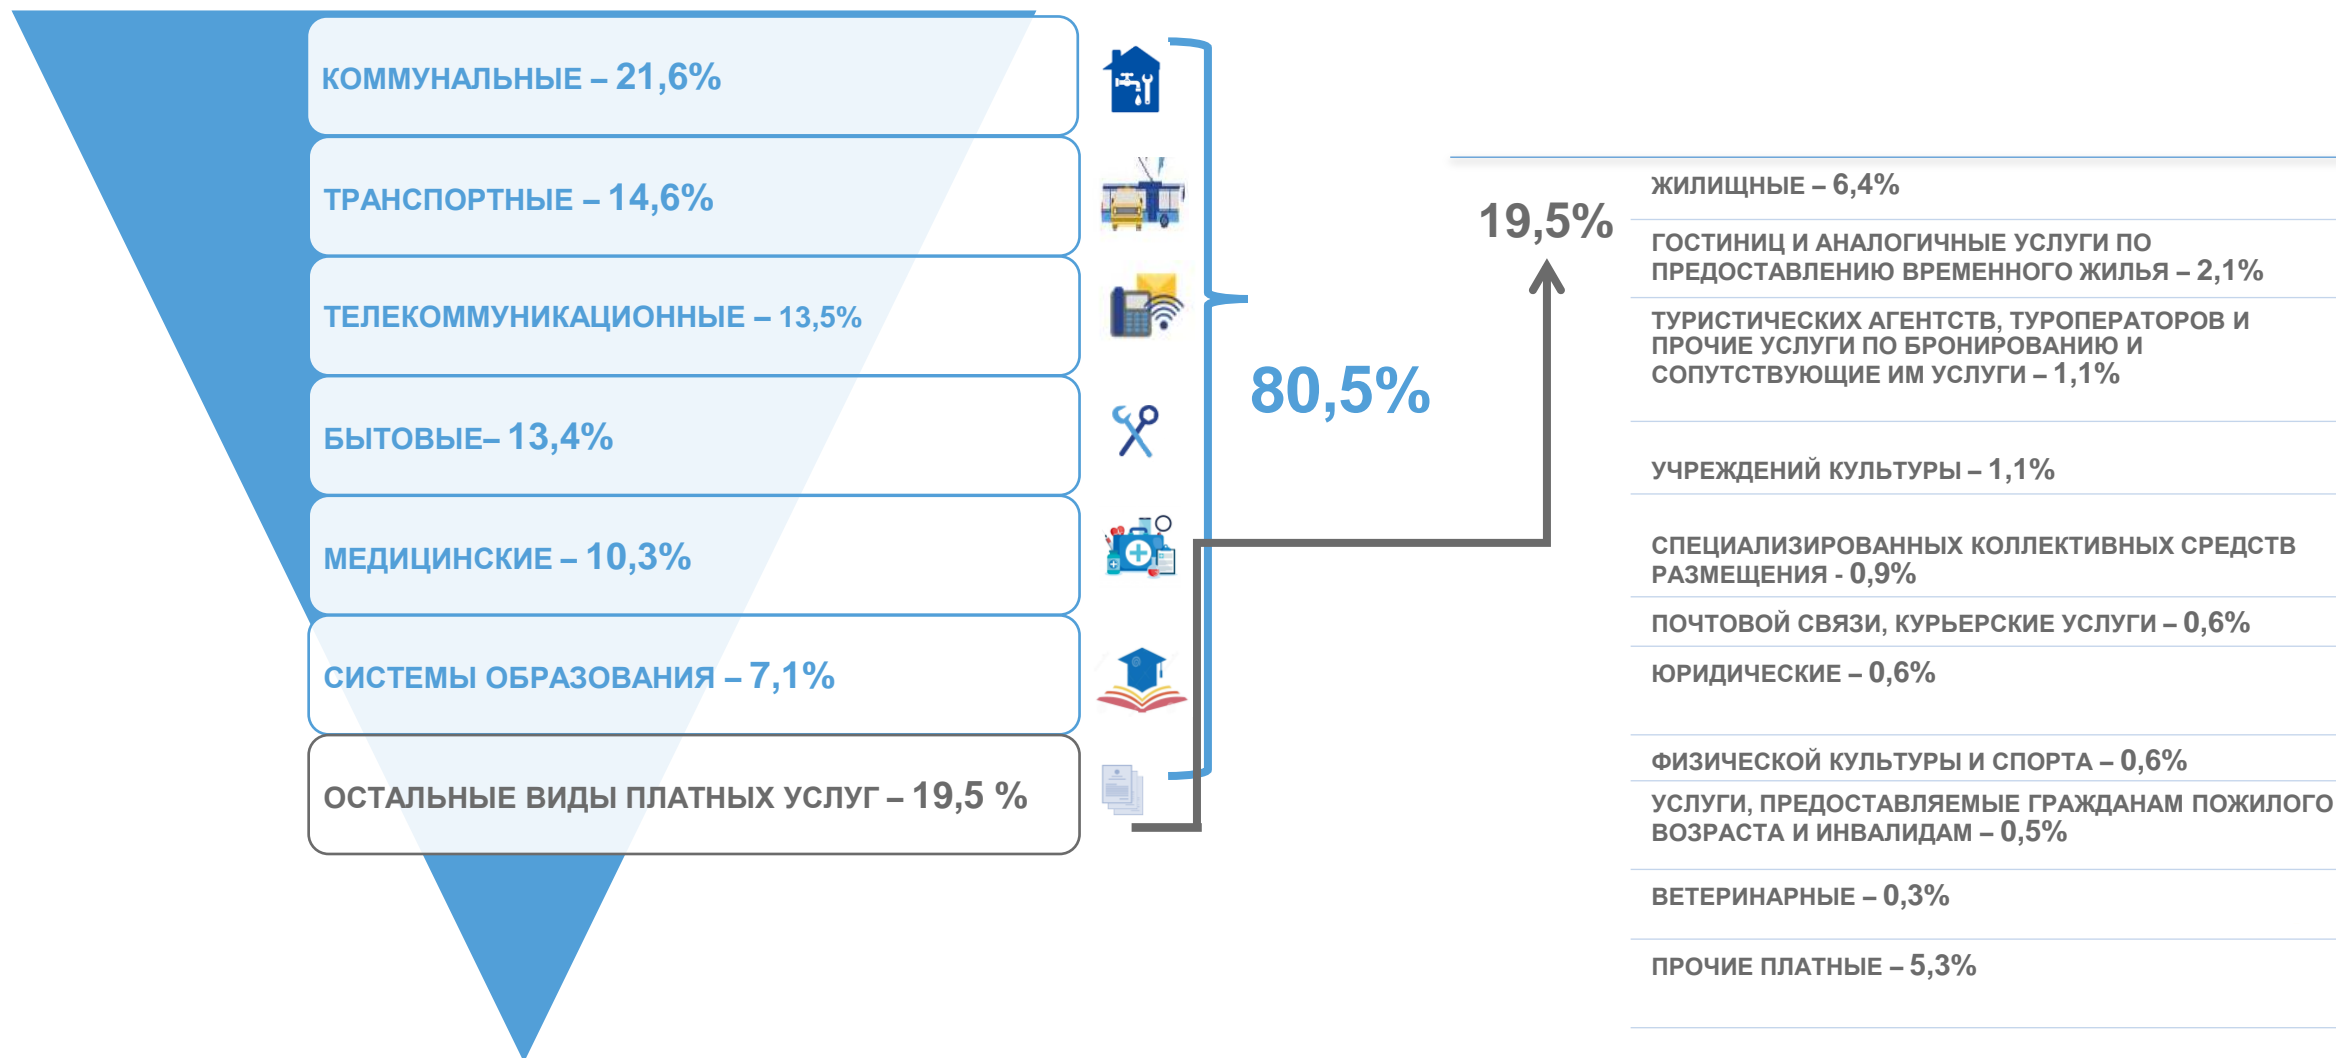 КОММУНАЛЬНЫЕ – 21,6%
ТРАНСПОРТНЫЕ – 14,6%
ТЕЛЕКОММУНИКАЦИОННЫЕ – 13,5%
БЫТОВЫЕ– 13,4%
МЕДИЦИНСКИЕ – 10,3%
СИСТЕМЫ ОБРАЗОВАНИЯ – 7,1%
ОСТАЛЬНЫЕ ВИДЫ ПЛАТНЫХ УСЛУГ – 19,5 %
80,5%
19,5%
ЖИЛИЩНЫЕ – 6,4%
ГОСТИНИЦ И АНАЛОГИЧНЫЕ УСЛУГИ ПО
ПРЕДОСТАВЛЕНИЮ ВРЕМЕННОГО ЖИЛЬЯ – 2,1%
ТУРИСТИЧЕСКИХ АГЕНТСТВ, ТУРОПЕРАТОРОВ И
ПРОЧИЕ УСЛУГИ ПО БРОНИРОВАНИЮ И
СОПУТСТВУЮЩИЕ ИМ УСЛУГИ – 1,1%
УЧРЕЖДЕНИЙ КУЛЬТУРЫ – 1,1%
СПЕЦИАЛИЗИРОВАННЫХ КОЛЛЕКТИВНЫХ СРЕДСТВ
РАЗМЕЩЕНИЯ - 0,9%
ПОЧТОВОЙ СВЯЗИ, КУРЬЕРСКИЕ УСЛУГИ – 0,6%
ЮРИДИЧЕСКИЕ – 0,6%
ФИЗИЧЕСКОЙ КУЛЬТУРЫ И СПОРТА – 0,6%
УСЛУГИ, ПРЕДОСТАВЛЯЕМЫЕ ГРАЖДАНАМ ПОЖИЛОГО
ВОЗРАСТА И ИНВАЛИДАМ – 0,5%
ВЕТЕРИНАРНЫЕ – 0,3%
ПРОЧИЕ ПЛАТНЫЕ – 5,3%